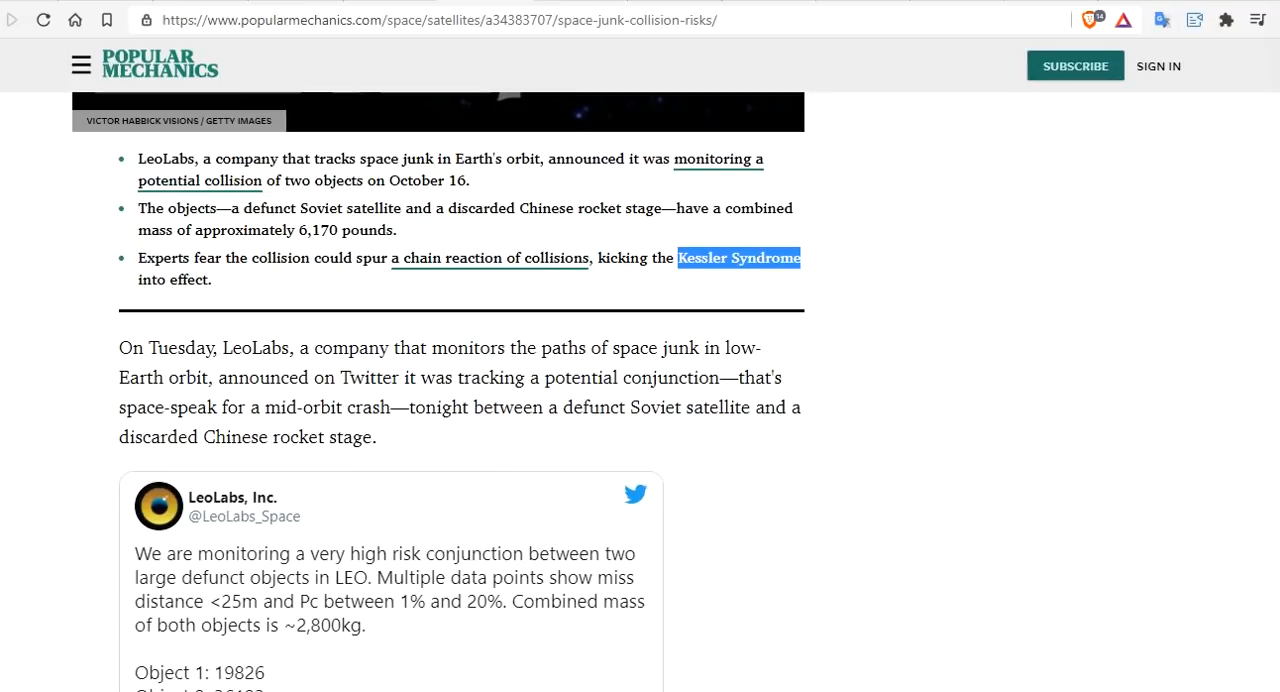 https://www.popularmechanics.com/space/satellites/a34383707/space-junk-collision-risks/
14
POPULAR
MECHANICS
SUBSCRIBE
SIGN IN
VICTOR HABBICK VISIONS / GETTY IMAGES
• LeoLabs, a company that tracks space junk in Earth's orbit, announced it was monitoring a
potential collision of two objects on October 16.
• The objects—a defunct Soviet satellite and a discarded Chinese rocket stage—have a combined
mass of approximately 6,170 pounds.
• Experts fear the collision could spur a chain reaction of collisions, kicking the Kessler Syndrome
into effect.
On Tuesday, LeoLabs, a company that monitors the paths of space junk in low-
Earth orbit, announced on Twitter it was tracking a potential conjunction—that's
space-speak for a mid-orbit crash—tonight between a defunct Soviet satellite and a
discarded Chinese rocket stage.
LeoLabs, Inc.
@LeoLabs_Space
We are monitoring a very high risk conjunction between two
large defunct objects in LEO. Multiple data points show miss
distance <25m and Pc between 1% and 20%. Combined mass
of both objects is ~2,800kg.
Object 1: 19826